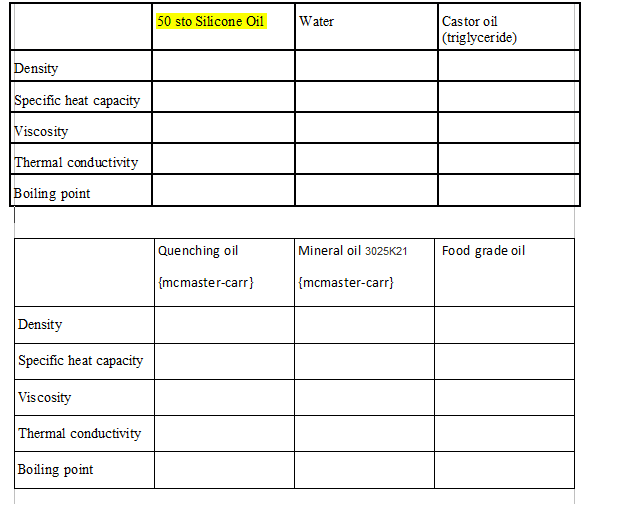 50 sto Silicone Oil Water Castor oil
(triglyceride)
Density
Specific heat capacity
Viscosity
Thermal conductivity
Boiling point
Quenching oil Mineral oil 3025K21 Food grade oil
{mcmaster-carr} {mcmaster-carr}
Density
Specific heat capacity
Viscosity
Thermal conductivity
Boiling point